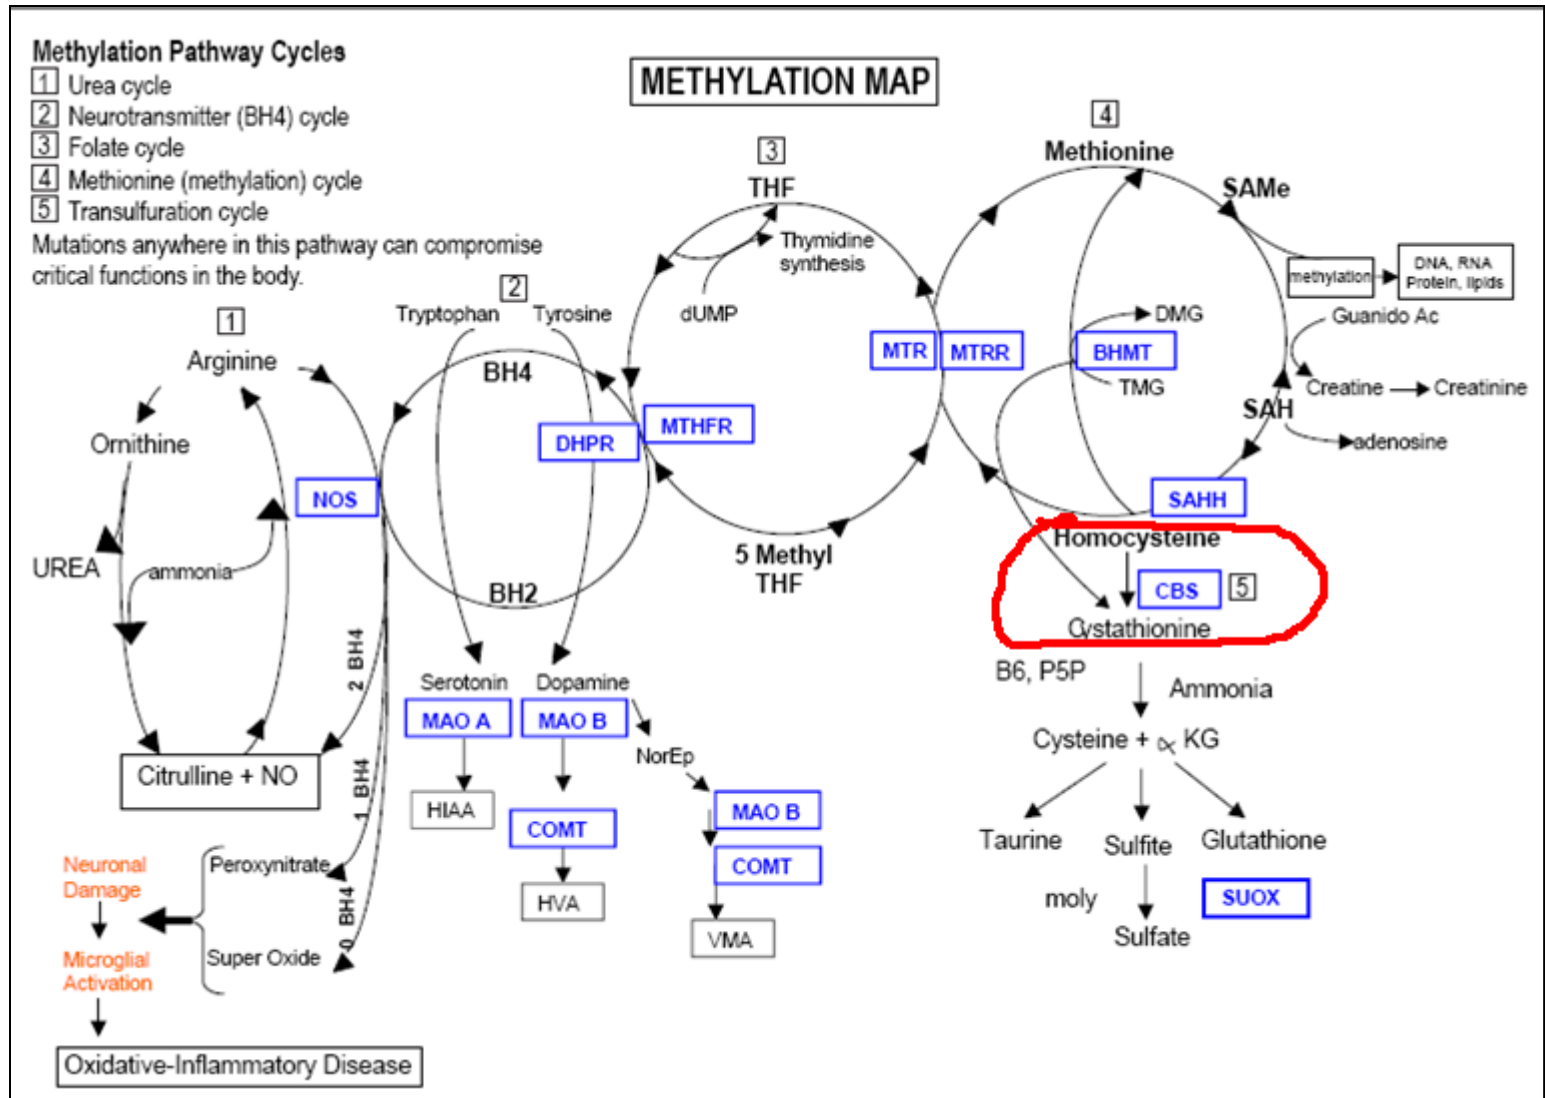 Methylation Pathway Cycles
1 Urea cycle
2 Neurotransmitter (BH4) cycle
3 Folate cycle
4 Methionine (methylation) cycle
5 Transulfuration cycle
Mutations anywhere in this pathway can compromise
critical functions in the body.
METHYLATION MAP
1
Arginine
Ornithine
UREA
ammonia
NOS
Citrulline + NO
2 BH4
1 BH4
0 BH4
Peroxynitrate
Super Oxide
Neuronal
Damage
Microglial
Activation
Oxidative-Inflammatory Disease
2
Tryptophan
Tyrosine
BH4
DHPR
BH2
Serotonin
Dopamine
MAO A
MAO B
NorEp
HIAA
COMT
HVA
MAO B
COMT
VMA
3
THF
Thymidine
synthesis
dUMP
MTHFR
5 Methyl
THF
MTR
MTRR
4
Methionine
SAMe
methylation
DNA, RNA
Protein, lipids
Guanido Ac
Creatine
Creatinine
DMG
BHMT
TMG
SAH
adenosine
SAHH
Homocysteine
CBS
5
Cystathionine
B6, P5P
Ammonia
Cysteine + α KG
Taurine
Sulfite
Glutathione
moly
SUOX
Sulfate